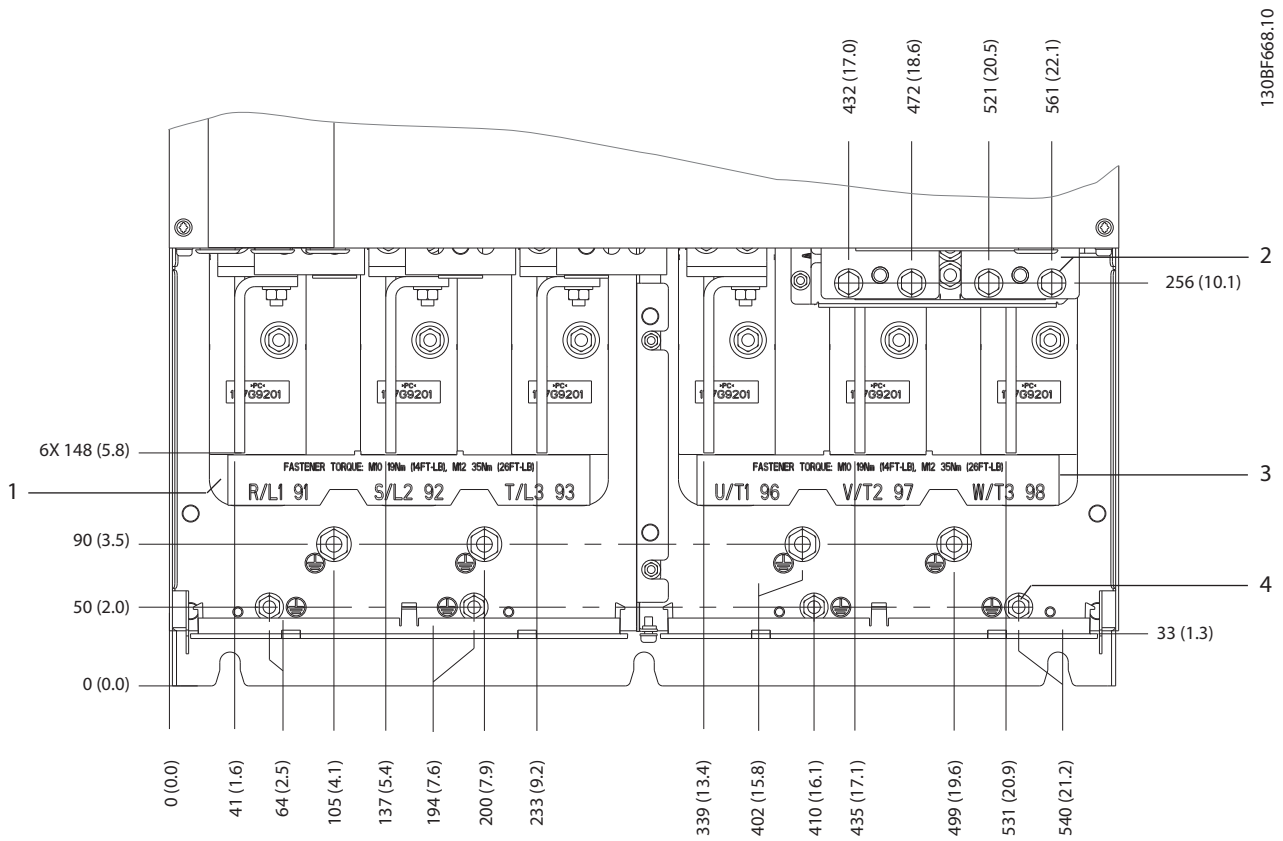 130BF668.10
432 (17.0)
472 (18.6)
521 (20.5)
561 (22.1)
2
256 (10.1)
•PC•
G9201
•PC•
7G9201
•PC•
G9201
•PC•
G9201
•PC•
7G9201
•PC•
G9201
6X 148 (5.8)
FASTENER TORQUE: M10 19Nm (14FT-LB), M12 35Nm (26FT-LB)
FASTENER TORQUE: M10 19Nm (14FT-LB), M12 35Nm (26FT-LB)
3
1
R/L1 91
S/L2 92
T/L3 93
U/T1 96
V/T2 97
W/T3 98
90 (3.5)
4
50 (2.0)
33 (1.3)
0 (0.0)
0 (0.0)
41 (1.6)
64 (2.5)
105 (4.1)
137 (5.4)
194 (7.6)
200 (7.9)
233 (9.2)
339 (13.4)
402 (15.8)
410 (16.1)
435 (17.1)
499 (19.6)
531 (20.9)
540 (21.2)